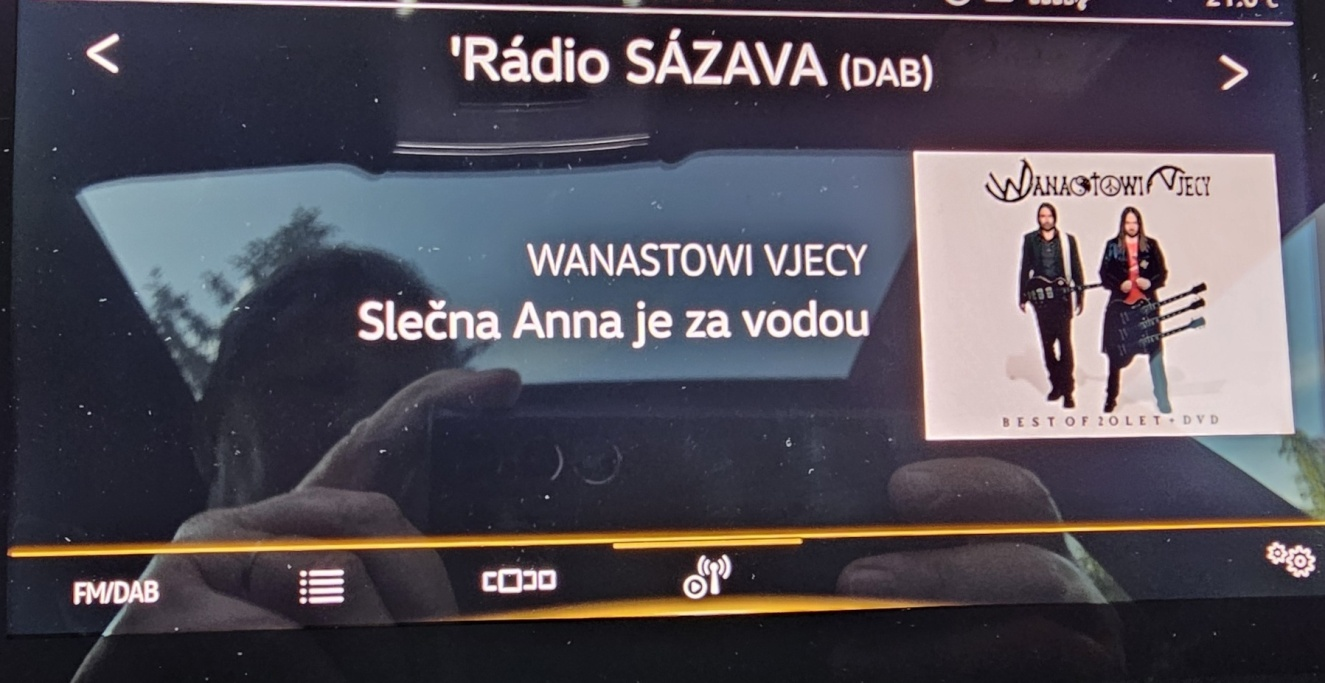 'Rádio SÁZAVA (DAB)
WANASTOWI VJECY
Slečna Anna je za vodou
WANASTOWI VJECY
BEST OF 20 LET + DVD
FM/DAB